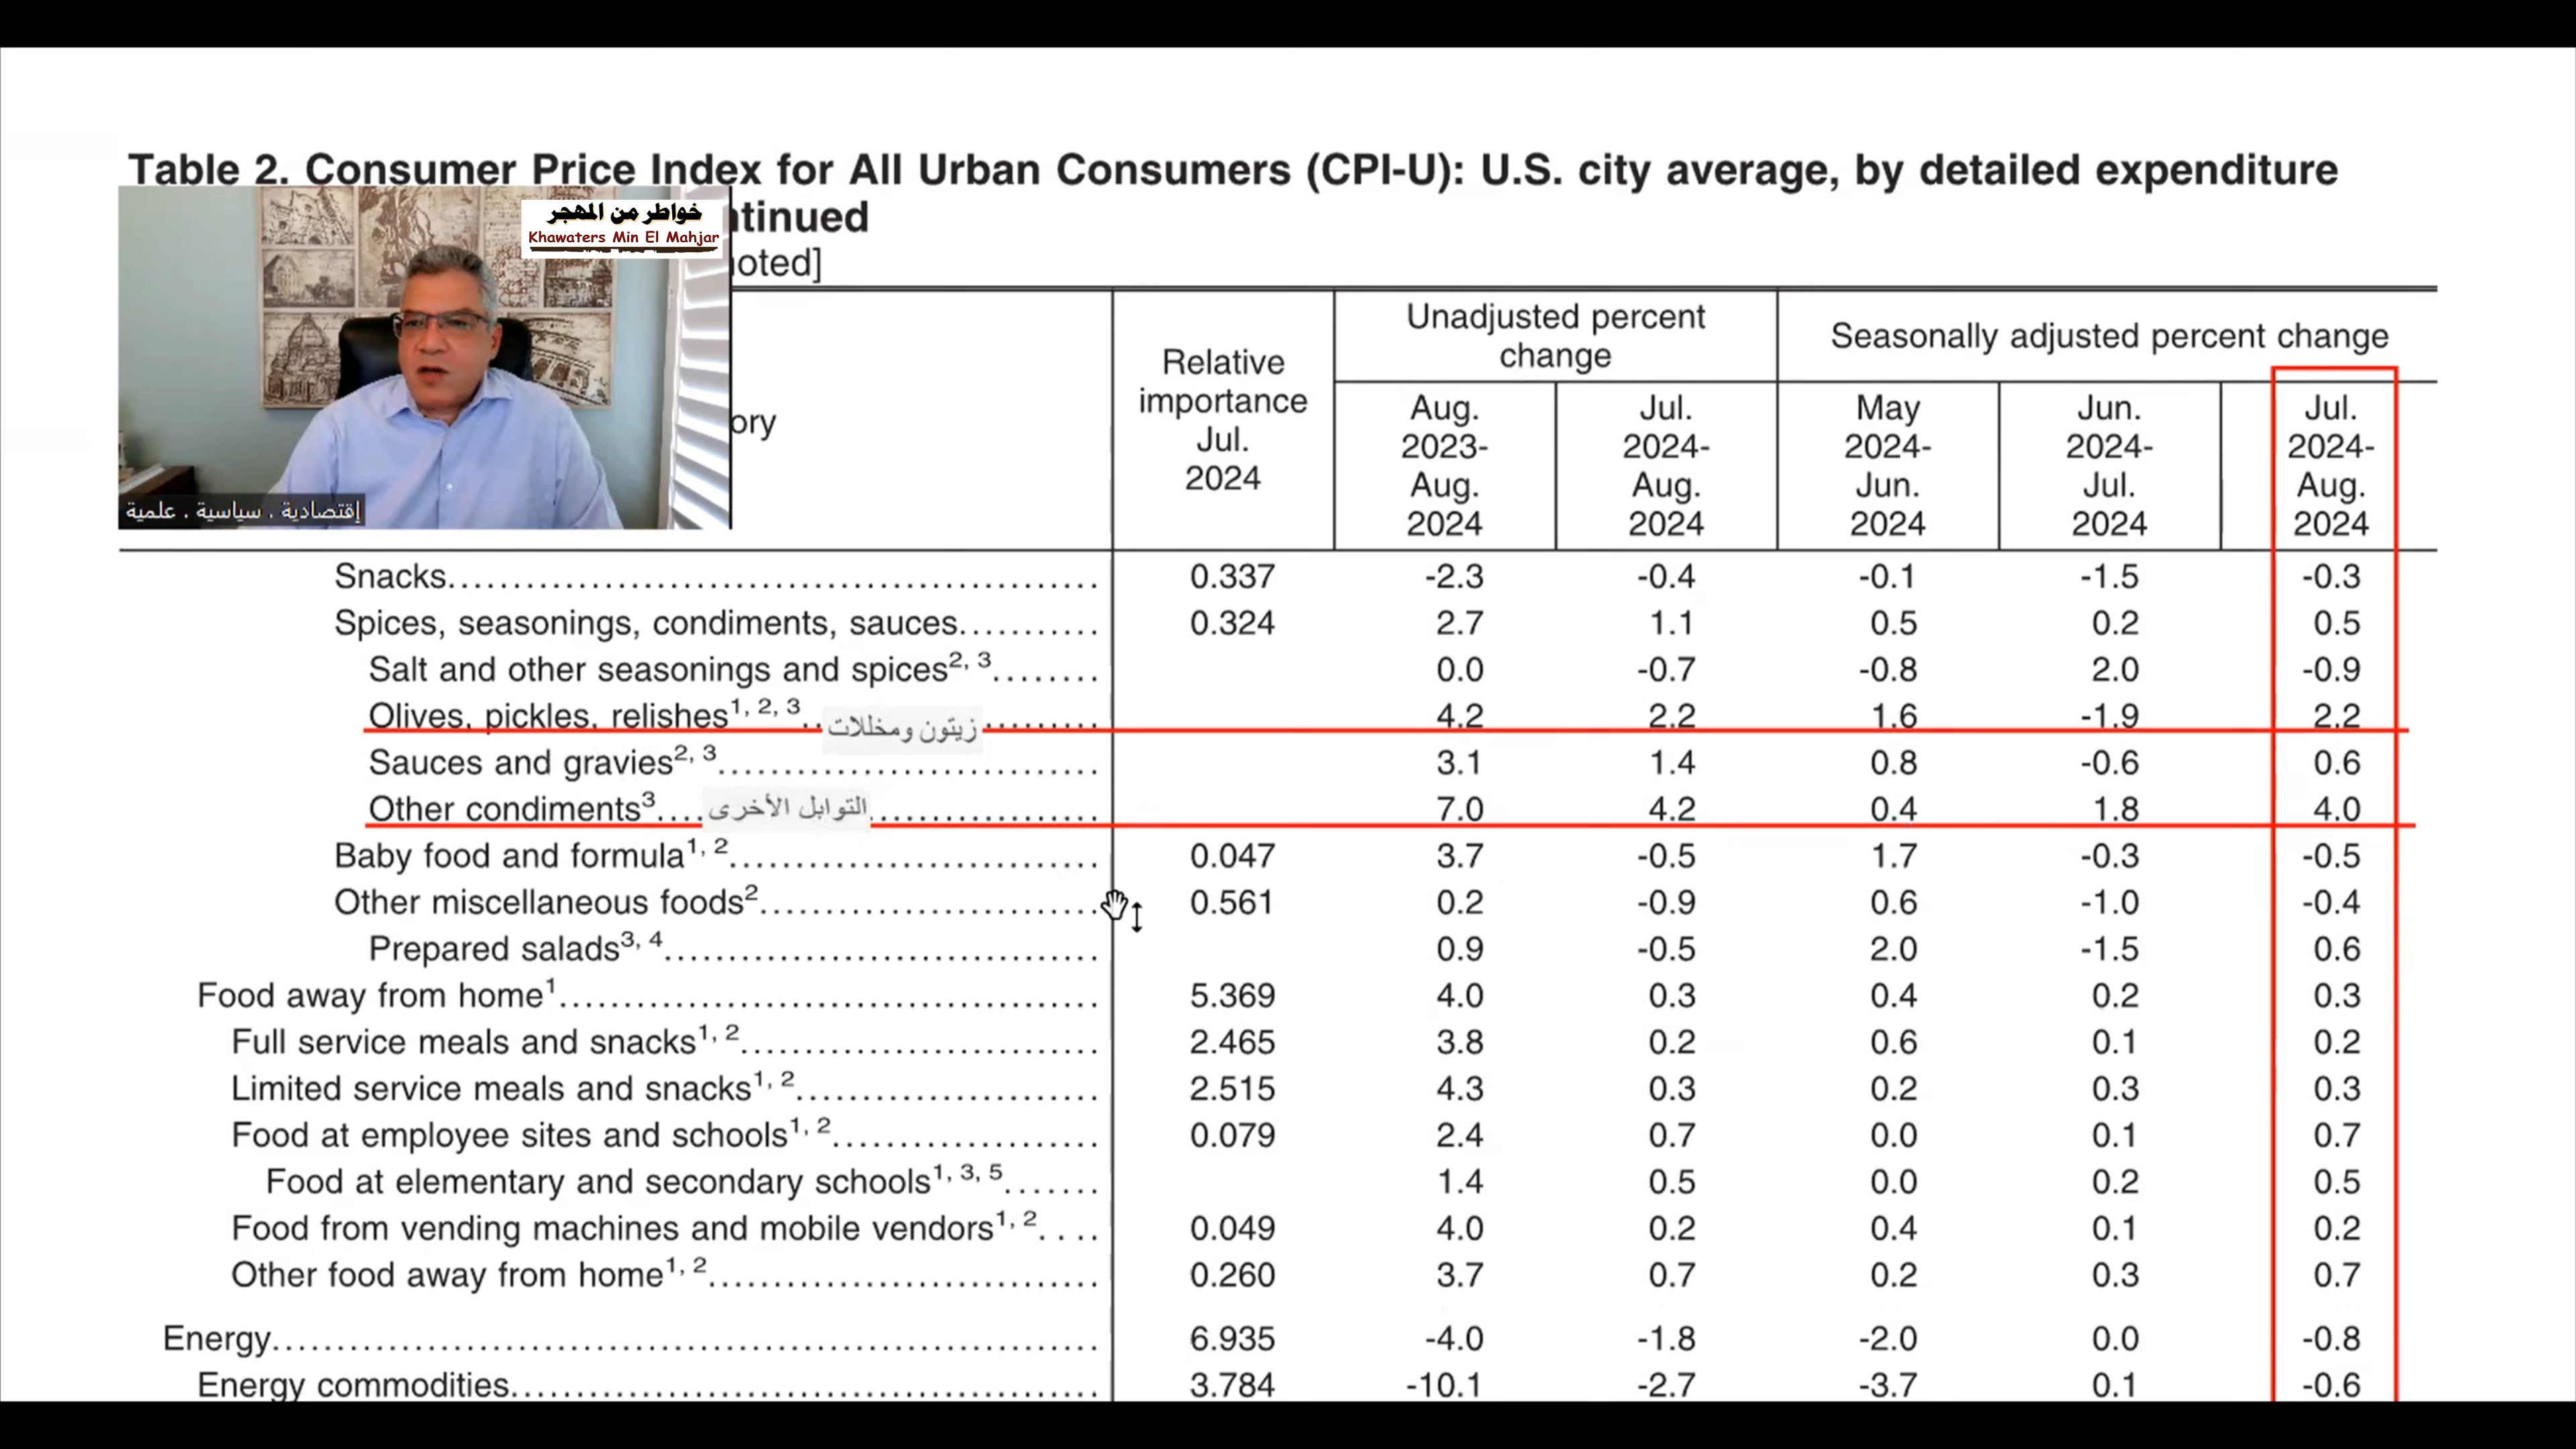 Table 2. Consumer Price Index for All Urban Consumers (CPI-U): U.S. city average, by detailed expenditure
خواطر من المهجر
Khawaters Min El Mahjar
إقتصادية . سياسية . علمية
Relative importance Jul. 2024
Unadjusted percent change
Seasonally adjusted percent change
Aug. 2023- Aug. 2024
Jul. 2024- Aug. 2024
May 2024- Jun. 2024
Jun. 2024- Jul. 2024
Jul. 2024- Aug. 2024
Snacks 0.337 -2.3 -0.4 -0.1 -1.5 -0.3
Spices, seasonings, condiments, sauces 0.324 2.7 1.1 0.5 0.2 0.5
Salt and other seasonings and spices2, 3 0.0 -0.7 -0.8 2.0 -0.9
Olives, pickles, relishes1, 2, 3 زيتون ومخللات 4.2 2.2 1.6 -1.9 2.2
Sauces and gravies2, 3 3.1 1.4 0.8 -0.6 0.6
Other condiments3 التوابل الأخرى 7.0 4.2 0.4 1.8 4.0
Baby food and formula1, 2 0.047 3.7 -0.5 1.7 -0.3 -0.5
Other miscellaneous foods2 0.561 0.2 -0.9 0.6 -1.0 -0.4
Prepared salads3, 4 0.9 -0.5 2.0 -1.5 0.6
Food away from home1 5.369 4.0 0.3 0.4 0.2 0.3
Full service meals and snacks1, 2 2.465 3.8 0.2 0.6 0.1 0.2
Limited service meals and snacks1, 2 2.515 4.3 0.3 0.2 0.3 0.3
Food at employee sites and schools1, 2 0.079 2.4 0.7 0.0 0.1 0.7
Food at elementary and secondary schools1, 3, 5 1.4 0.5 0.0 0.2 0.5
Food from vending machines and mobile vendors1, 2 0.049 4.0 0.2 0.4 0.1 0.2
Other food away from home1, 2 0.260 3.7 0.7 0.2 0.3 0.7
Energy 6.935 -4.0 -1.8 -2.0 0.0 -0.8
Energy commodities 3.784 -10.1 -2.7 -3.7 0.1 -0.6